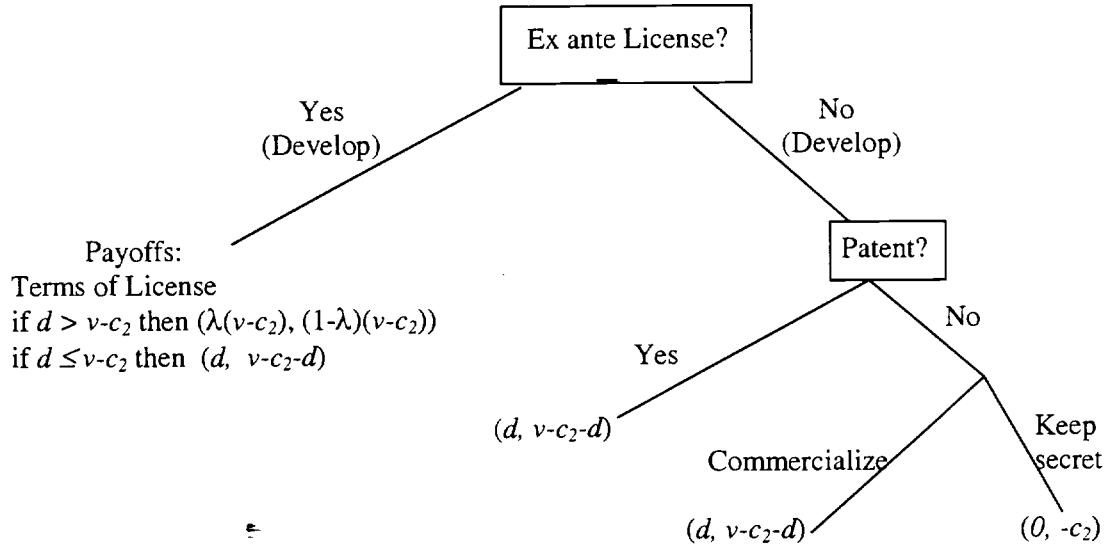 Ex ante License?
Yes
(Develop)
No
(Develop)
Payoffs:
Terms of License
if d > v-c₂ then (λ(v-c₂), (1-λ)(v-c₂))
if d ≤ v-c₂ then (d, v-c₂-d)
Patent?
Yes
No
(d, v-c₂-d)
Commercialize
Keep
secret
(d, v-c₂-d)
(0, -c₂)